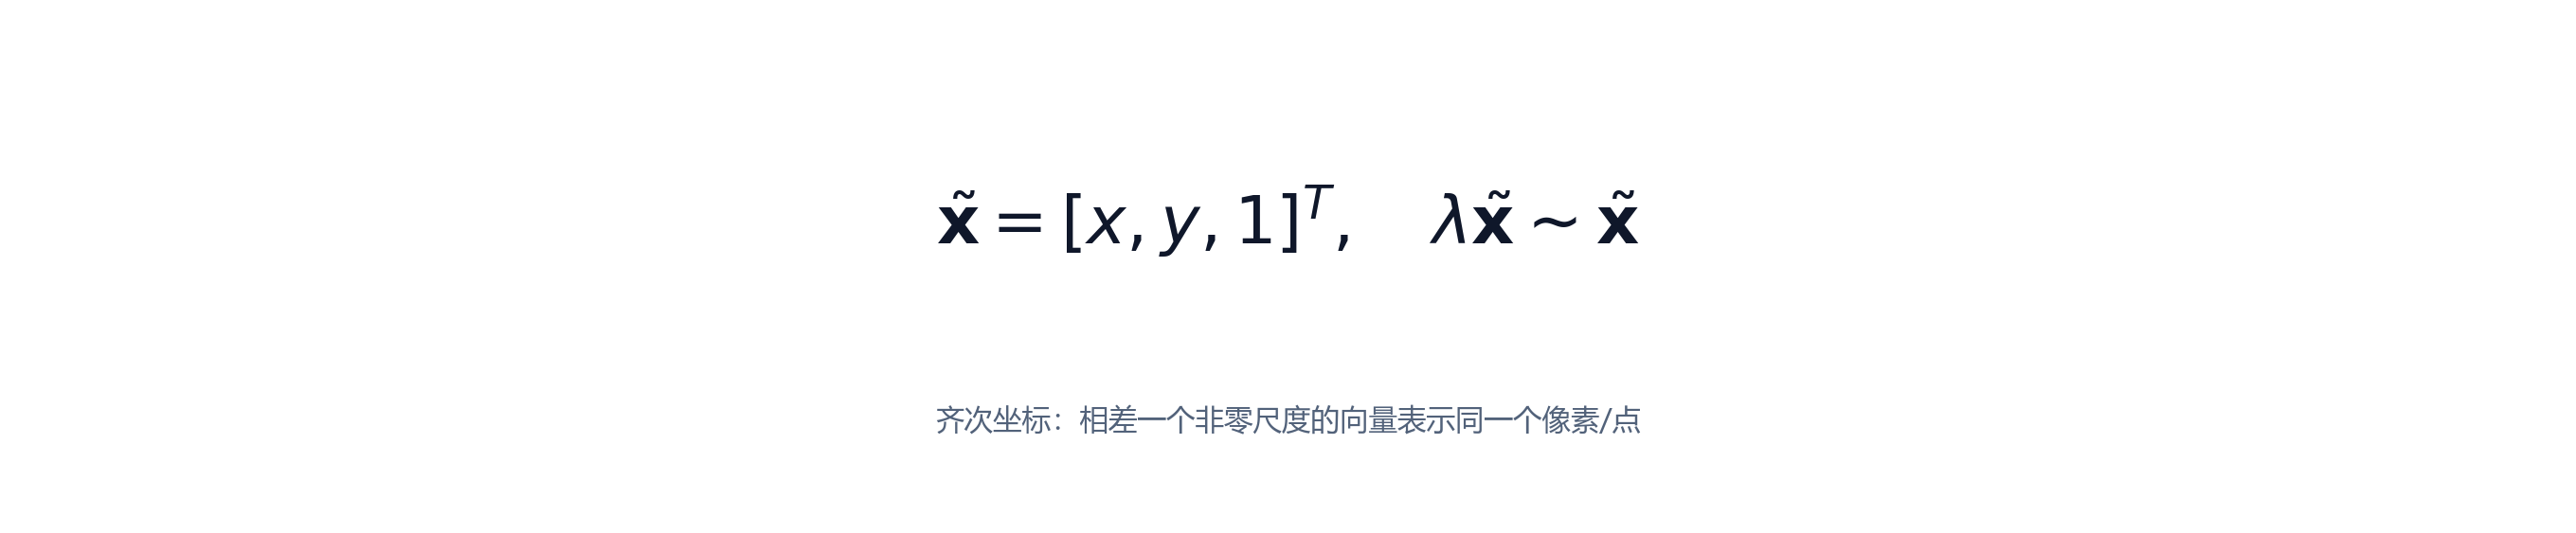 x̃ = [x, y, 1]ᵀ,    λx̃ ~ x̃
齐次坐标：相差一个非零尺度的向量表示同一个像素/点